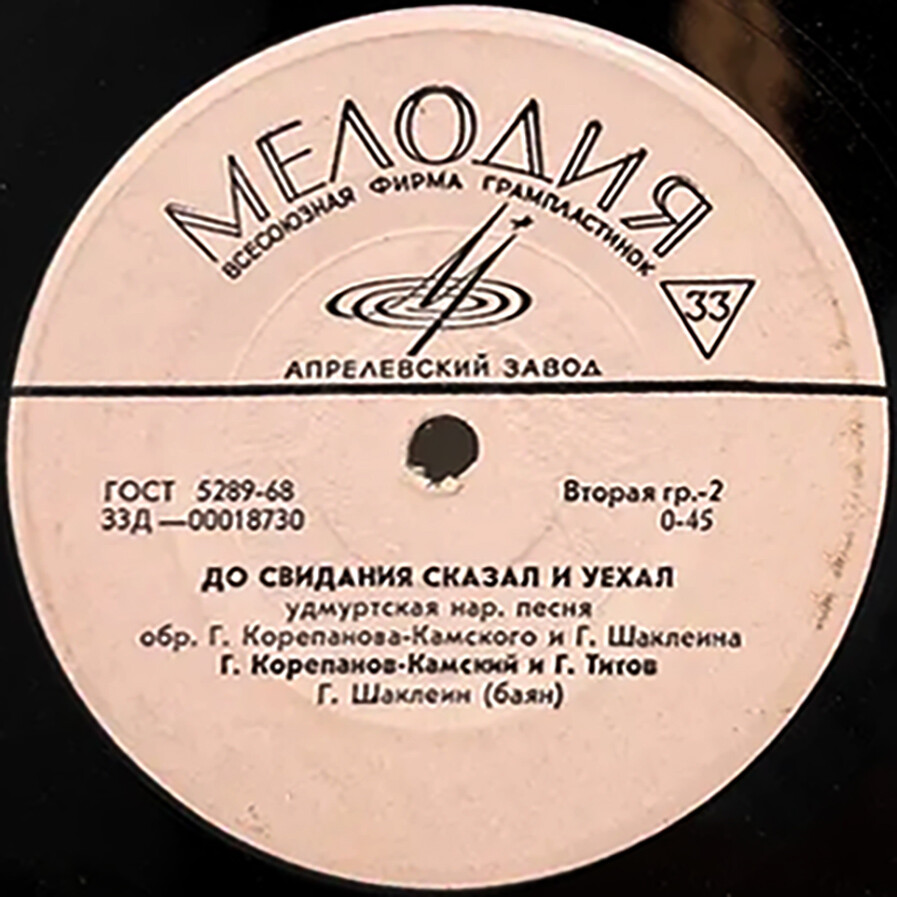 МЕЛОДИЯ
ВСЕСОЮЗНАЯ ФИРМА ГРАМПЛАСТИНОК
33
АПРЕЛЕВСКИЙ ЗАВОД
ГОСТ 5289-68
33Д—00018730
Вторая гр.-2
0-45
ДО СВИДАНИЯ СКАЗАЛ И УЕХАЛ
удмуртская нар. песня
обр. Г. Корепанова-Камского и Г. Шаклеина
Г. Корепанов-Камский и Г. Титов
Г. Шаклеин (баян)